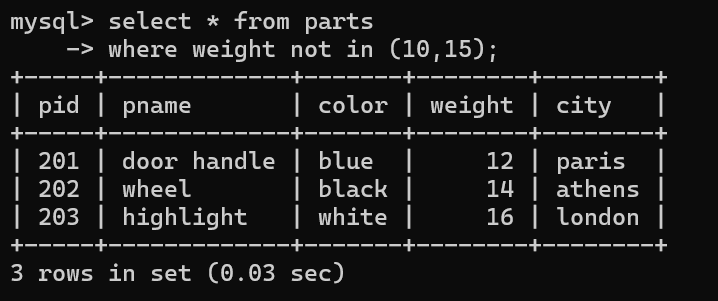 mysql> select * from parts
    -> where weight not in (10,15);
+-----+-------------+-------+--------+--------+
| pid | pname       | color | weight | city   |
+-----+-------------+-------+--------+--------+
| 201 | door handle | blue  |     12 | paris  |
| 202 | wheel       | black |     14 | athens |
| 203 | highlight   | white |     16 | london |
+-----+-------------+-------+--------+--------+
3 rows in set (0.03 sec)